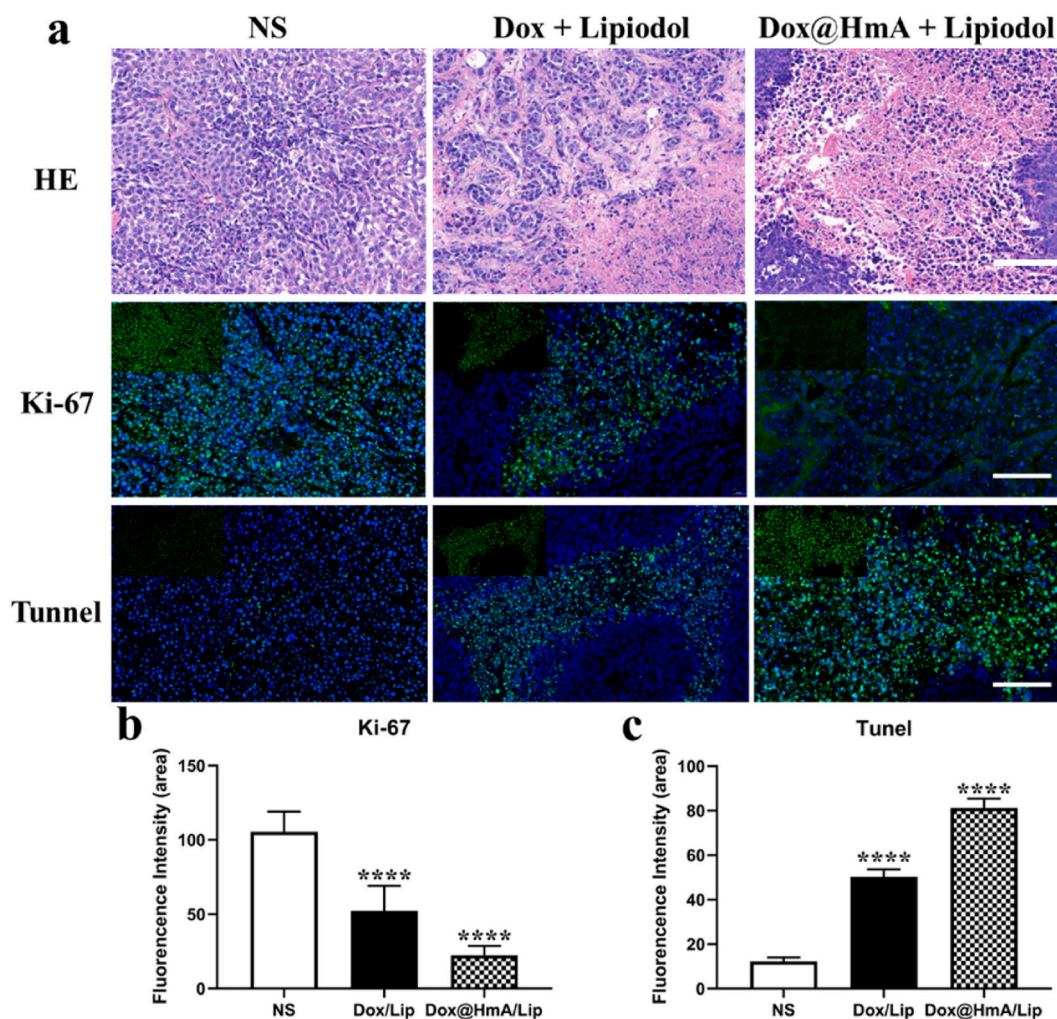 a
NS
Dox + Lipiodol
Dox@HmA + Lipiodol
HE
Ki-67
Tunnel
b
Ki-67
Fluorencence Intensity (area)
150
100
50
0
****
****
NS
Dox/Lip
Dox@HmA/Lip
c
Tunel
Fluorencence Intensity (area)
100
80
60
40
20
0
****
****
NS
Dox/Lip
Dox@HmA/Lip